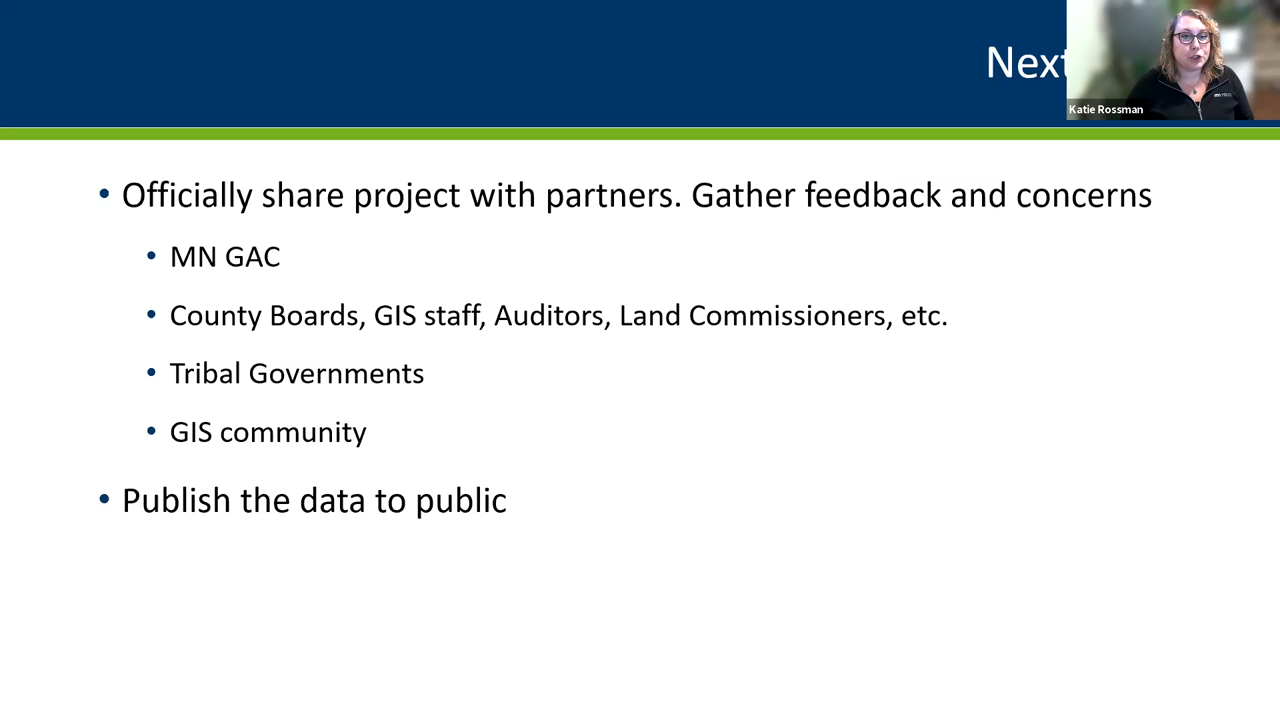 Next
Katie Rossman
• Officially share project with partners. Gather feedback and concerns
• MN GAC
• County Boards, GIS staff, Auditors, Land Commissioners, etc.
• Tribal Governments
• GIS community
• Publish the data to public